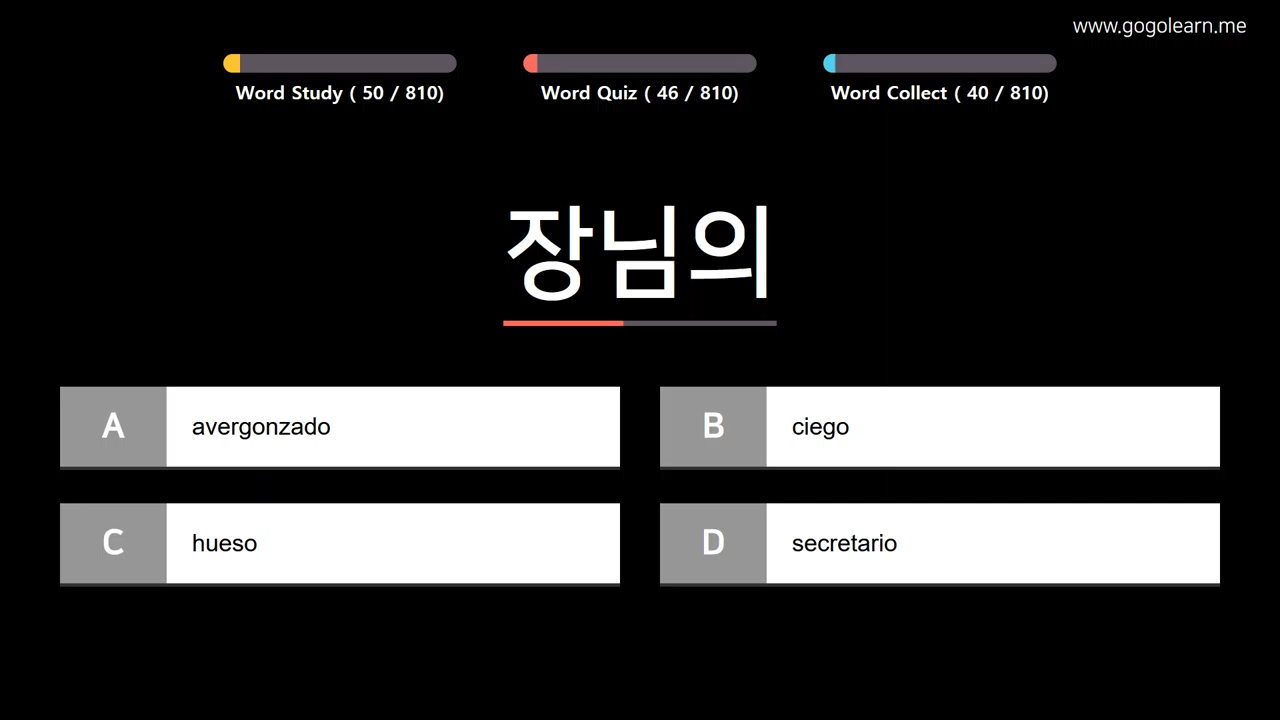 www.gogolearn.me
Word Study ( 50 / 810)
Word Quiz ( 46 / 810)
Word Collect ( 40 / 810)
장님의
A avergonzado
B ciego
C hueso
D secretario